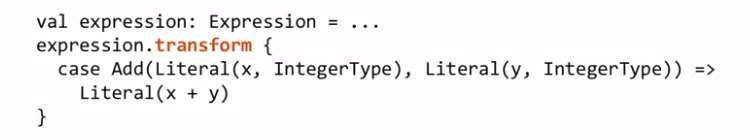 val expression: Expression = ...
expression.transform {
  case Add(Literal(x, IntegerType), Literal(y, IntegerType)) =>
    Literal(x + y)
}